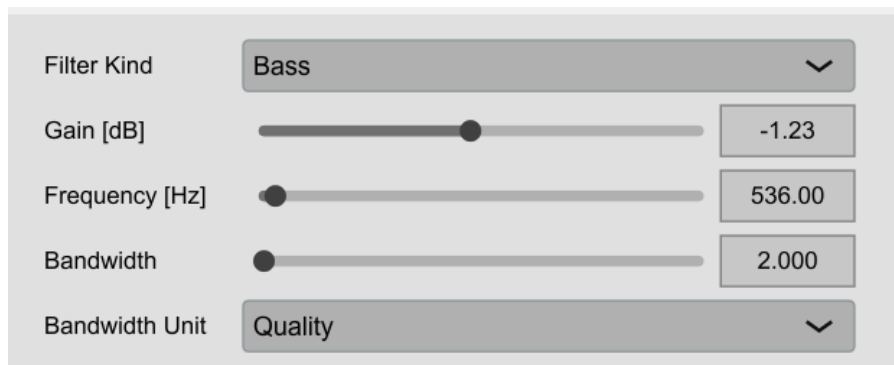 Filter Kind Bass
Gain [dB] -1.23
Frequency [Hz] 536.00
Bandwidth 2.000
Bandwidth Unit Quality